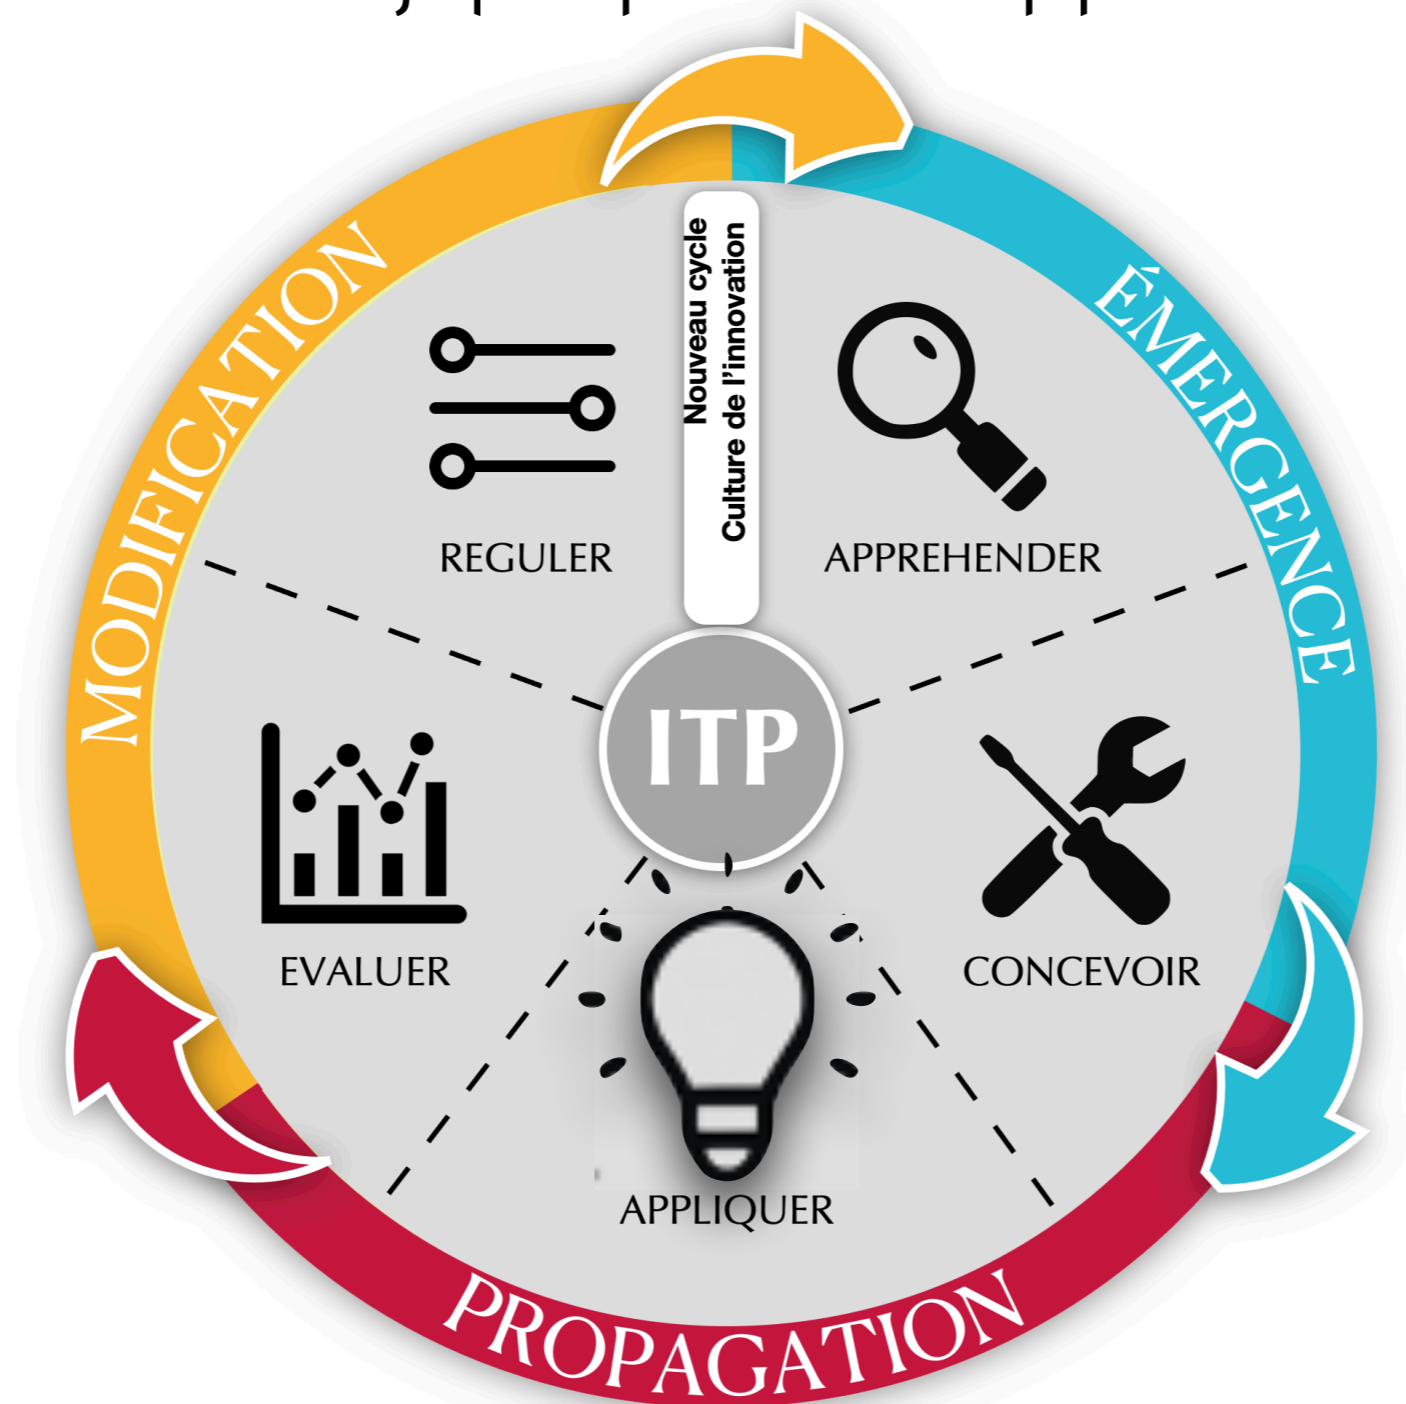 Nouveau cycle
Culture de l'innovation
MODIFICATION
ÉMERGENCE
REGULER
APPREHENDER
ITP
EVALUER
CONCEVOIR
APPLIQUER
PROPAGATION